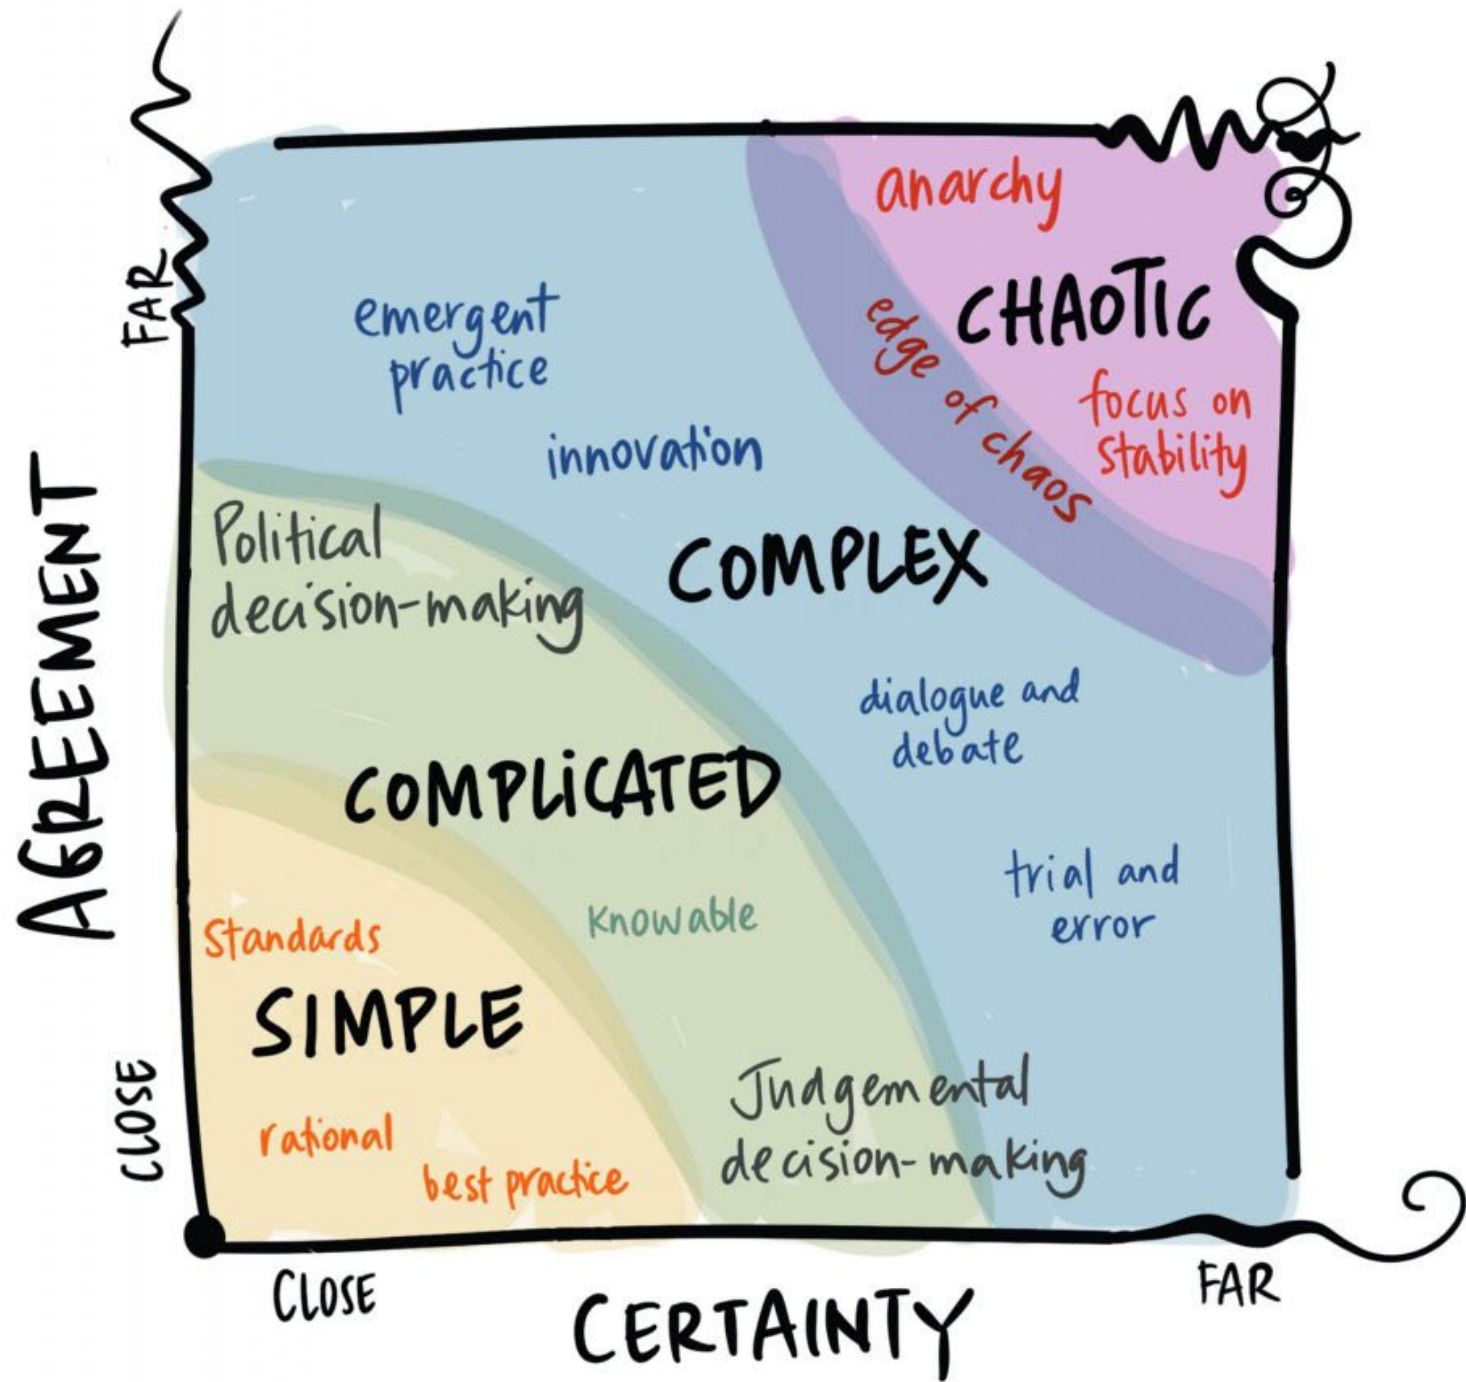 anarchy
CHAOTIC
edge of chaos
focus on
stability
emergent
practice
innovation
COMPLEX
dialogue and
debate
trial and
error
Political
decision-making
COMPLiCATED
Knowable
Judgemental
decision-making
Standards
SIMPLE
rational
best practice
FAR
AGREEMENT
CLOSE
CLOSE
CERTAINTY
FAR